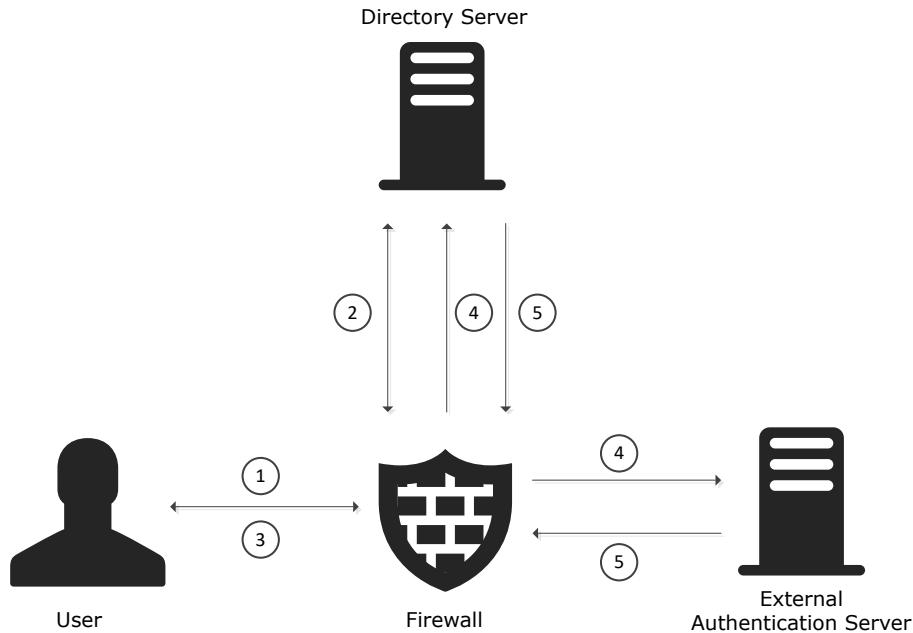 Directory Server
2
4
5
1
4
3
5
User
Firewall
External
Authentication Server